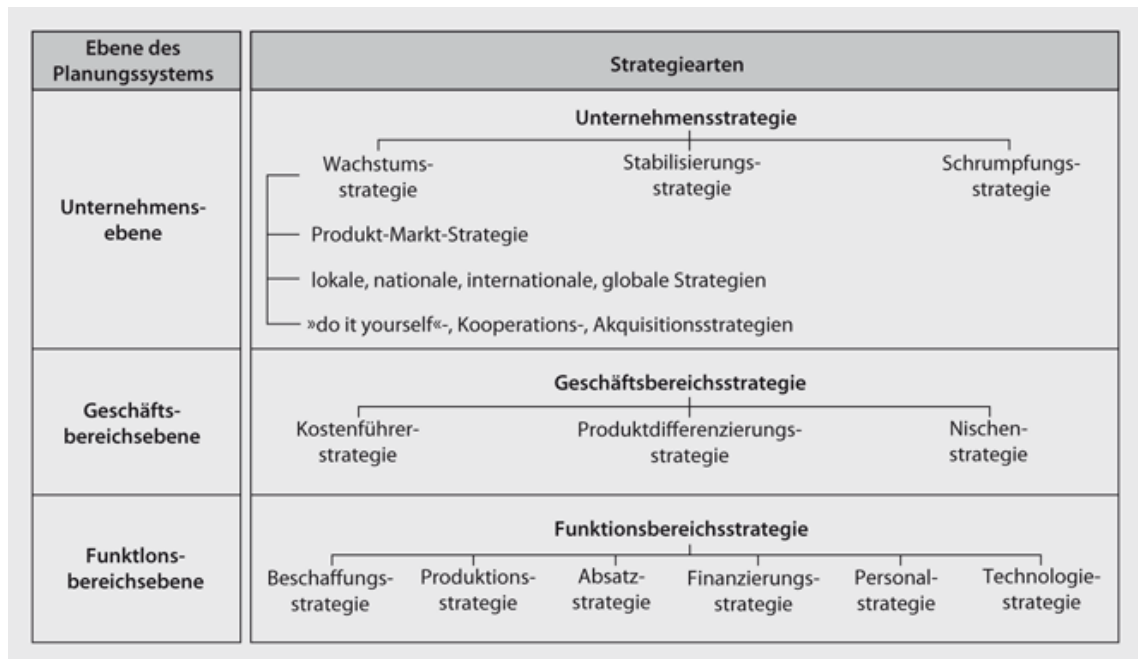 Ebene des
Planungssystems
Strategiearten
Unternehmens-
ebene
Unternehmensstrategie
Wachstums-
strategie
Stabilisierungs-
strategie
Schrumpfungs-
strategie
Produkt-Markt-Strategie
lokale, nationale, internationale, globale Strategien
»do it yourself«-, Kooperations-, Akquisitionsstrategien
Geschäfts-
bereichsebene
Geschäftsbereichsstrategie
Kostenführer-
strategie
Produktdifferenzierungs-
strategie
Nischen-
strategie
Funktlons-
bereichsebene
Funktionsbereichsstrategie
Beschaffungs-
strategie
Produktions-
strategie
Absatz-
strategie
Finanzierungs-
strategie
Personal-
strategie
Technologie-
strategie